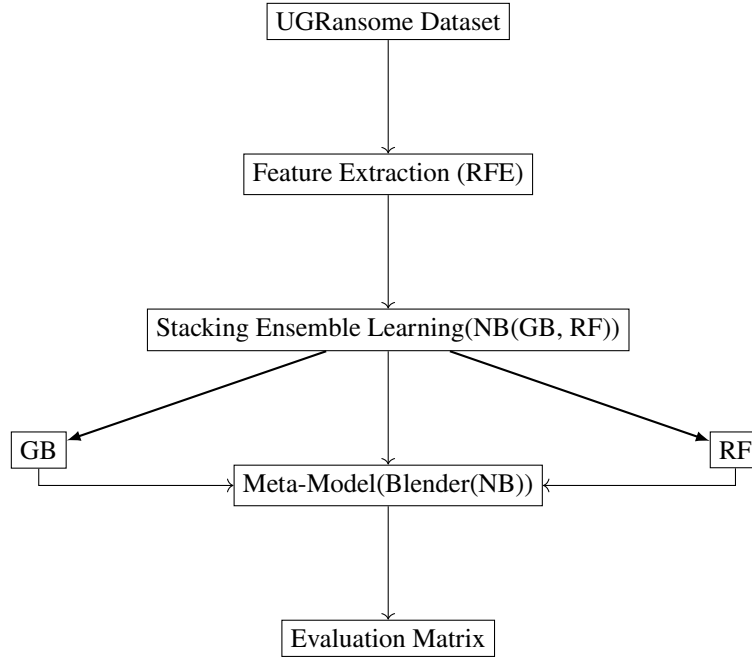 UGRansome Dataset
Feature Extraction (RFE)
Stacking Ensemble Learning(NB(GB, RF))
GB
RF
Meta-Model(Blender(NB))
Evaluation Matrix